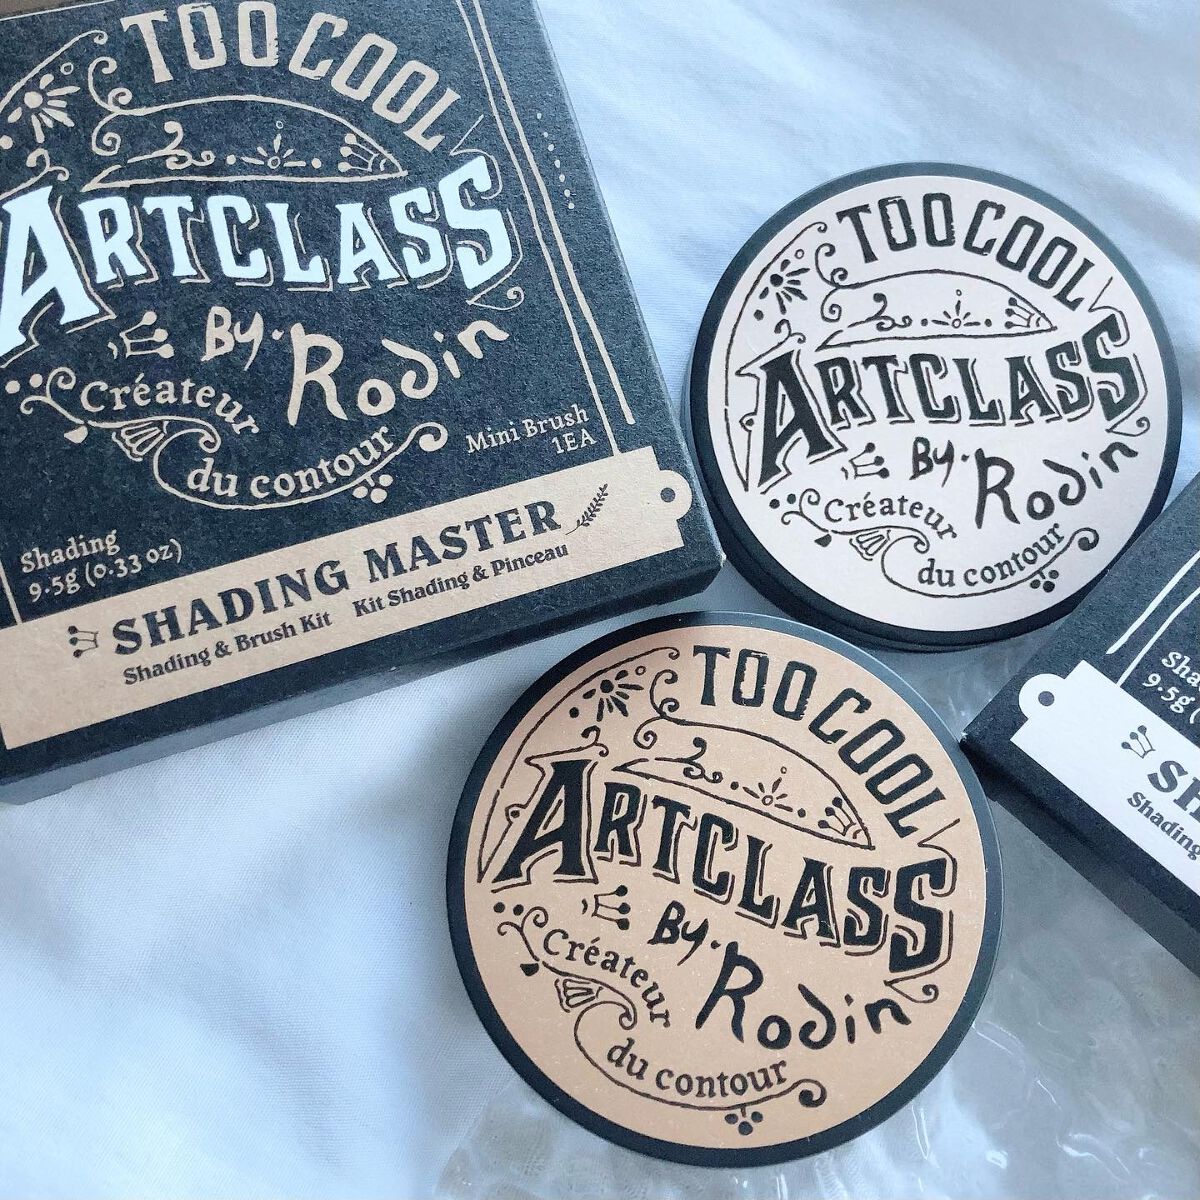 TOO COOL
ARTCLASS
By. Rodin
Créateur
du contour
Mini Brush
1EA
Shading
9.5g (0.33 oz)
SHADING MASTER
Shading & Brush Kit Kit Shading & Pinceau
TOO COOL
ARTCLASS
By. Rodin
Créateur
du contour
TOO COOL
ARTCLASS
By. Rodin
Créateur
du contour
9.5g
Shading